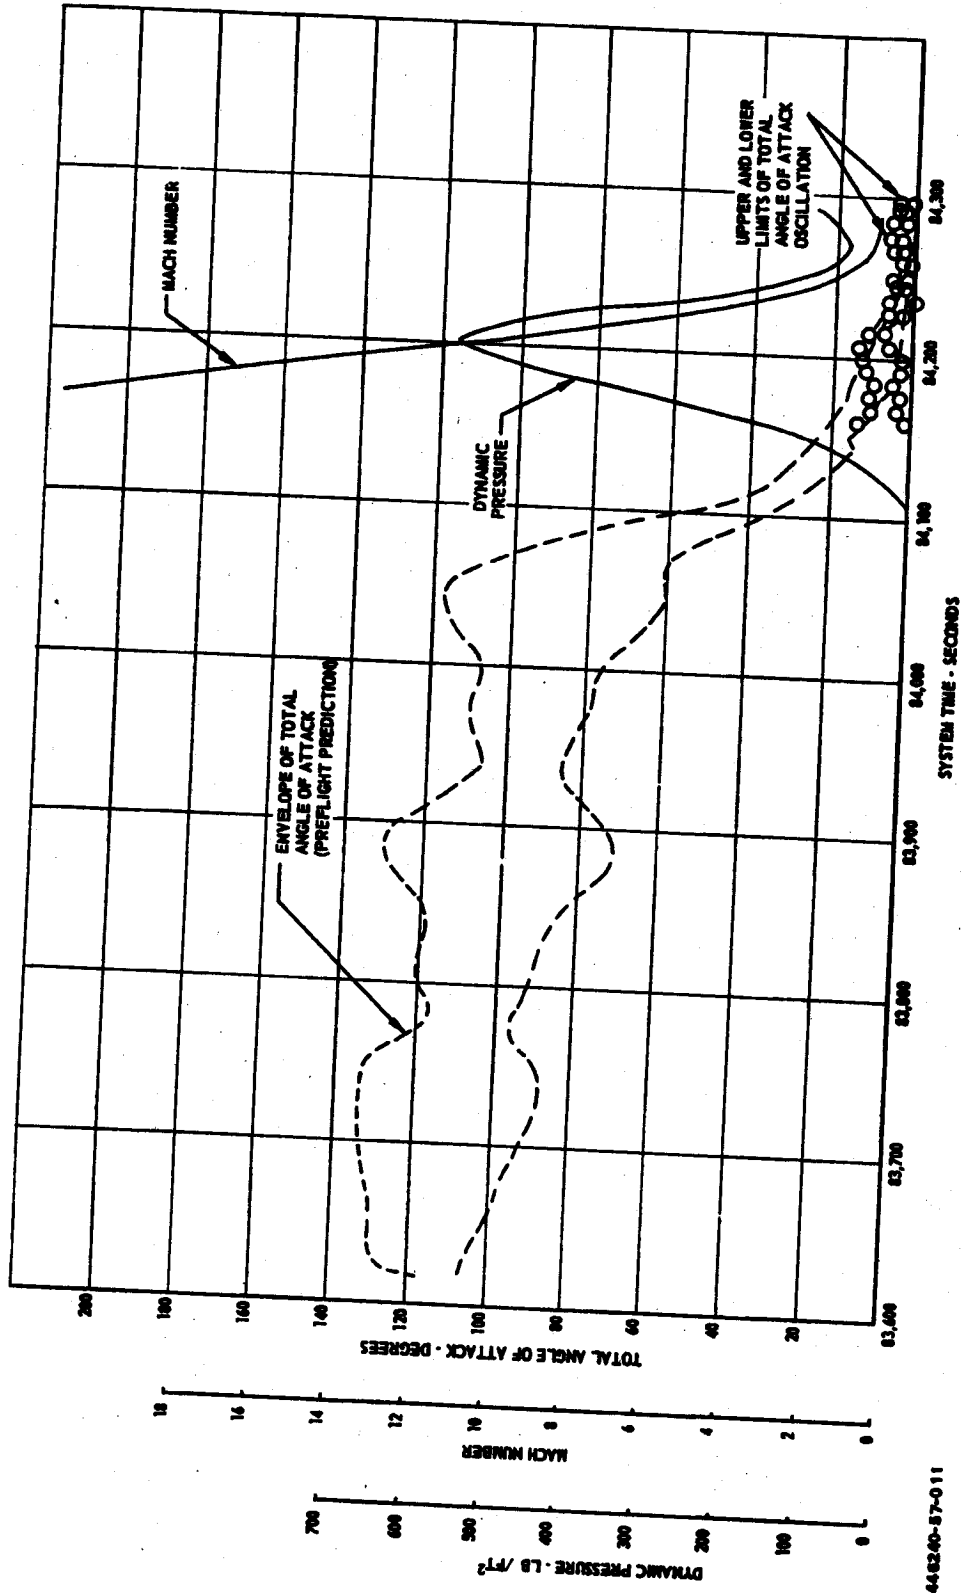 MACH NUMBER
UPPER AND LOWER
LIMITS OF TOTAL
ANGLE OF ATTACK
OSCILLATION
DYNAMIC
PRESSURE
ENVELOPE OF TOTAL
ANGLE OF ATTACK
(PREFLIGHT PREDICTION)
DYNAMIC PRESSURE - LB /FT²
700
600
500
400
300
200
100
0
MACH NUMBER
18
16
14
12
10
8
6
4
2
0
TOTAL ANGLE OF ATTACK - DEGREES
200
180
160
140
120
100
80
60
40
20
83,600
83,700
83,800
83,900
84,000
84,100
84,200
84,300
SYSTEM TIME - SECONDS
446240-57-011